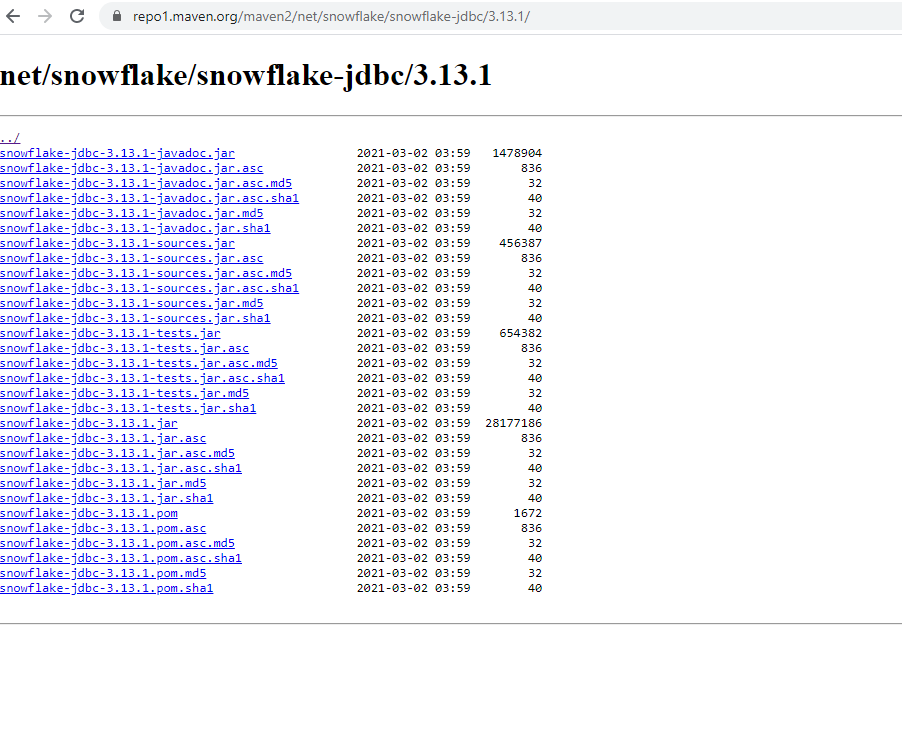 repo1.maven.org/maven2/net/snowflake/snowflake-jdbc/3.13.1/
net/snowflake/snowflake-jdbc/3.13.1
../
snowflake-jdbc-3.13.1-javadoc.jar 2021-03-02 03:59 1478904
snowflake-jdbc-3.13.1-javadoc.jar.asc 2021-03-02 03:59 836
snowflake-jdbc-3.13.1-javadoc.jar.asc.md5 2021-03-02 03:59 32
snowflake-jdbc-3.13.1-javadoc.jar.asc.sha1 2021-03-02 03:59 40
snowflake-jdbc-3.13.1-javadoc.jar.md5 2021-03-02 03:59 32
snowflake-jdbc-3.13.1-javadoc.jar.sha1 2021-03-02 03:59 40
snowflake-jdbc-3.13.1-sources.jar 2021-03-02 03:59 456387
snowflake-jdbc-3.13.1-sources.jar.asc 2021-03-02 03:59 836
snowflake-jdbc-3.13.1-sources.jar.asc.md5 2021-03-02 03:59 32
snowflake-jdbc-3.13.1-sources.jar.asc.sha1 2021-03-02 03:59 40
snowflake-jdbc-3.13.1-sources.jar.md5 2021-03-02 03:59 32
snowflake-jdbc-3.13.1-sources.jar.sha1 2021-03-02 03:59 40
snowflake-jdbc-3.13.1-tests.jar 2021-03-02 03:59 654382
snowflake-jdbc-3.13.1-tests.jar.asc 2021-03-02 03:59 836
snowflake-jdbc-3.13.1-tests.jar.asc.md5 2021-03-02 03:59 32
snowflake-jdbc-3.13.1-tests.jar.asc.sha1 2021-03-02 03:59 40
snowflake-jdbc-3.13.1-tests.jar.md5 2021-03-02 03:59 32
snowflake-jdbc-3.13.1-tests.jar.sha1 2021-03-02 03:59 40
snowflake-jdbc-3.13.1.jar 2021-03-02 03:59 28177186
snowflake-jdbc-3.13.1.jar.asc 2021-03-02 03:59 836
snowflake-jdbc-3.13.1.jar.asc.md5 2021-03-02 03:59 32
snowflake-jdbc-3.13.1.jar.asc.sha1 2021-03-02 03:59 40
snowflake-jdbc-3.13.1.jar.md5 2021-03-02 03:59 32
snowflake-jdbc-3.13.1.jar.sha1 2021-03-02 03:59 40
snowflake-jdbc-3.13.1.pom 2021-03-02 03:59 1672
snowflake-jdbc-3.13.1.pom.asc 2021-03-02 03:59 836
snowflake-jdbc-3.13.1.pom.asc.md5 2021-03-02 03:59 32
snowflake-jdbc-3.13.1.pom.asc.sha1 2021-03-02 03:59 40
snowflake-jdbc-3.13.1.pom.md5 2021-03-02 03:59 32
snowflake-jdbc-3.13.1.pom.sha1 2021-03-02 03:59 40